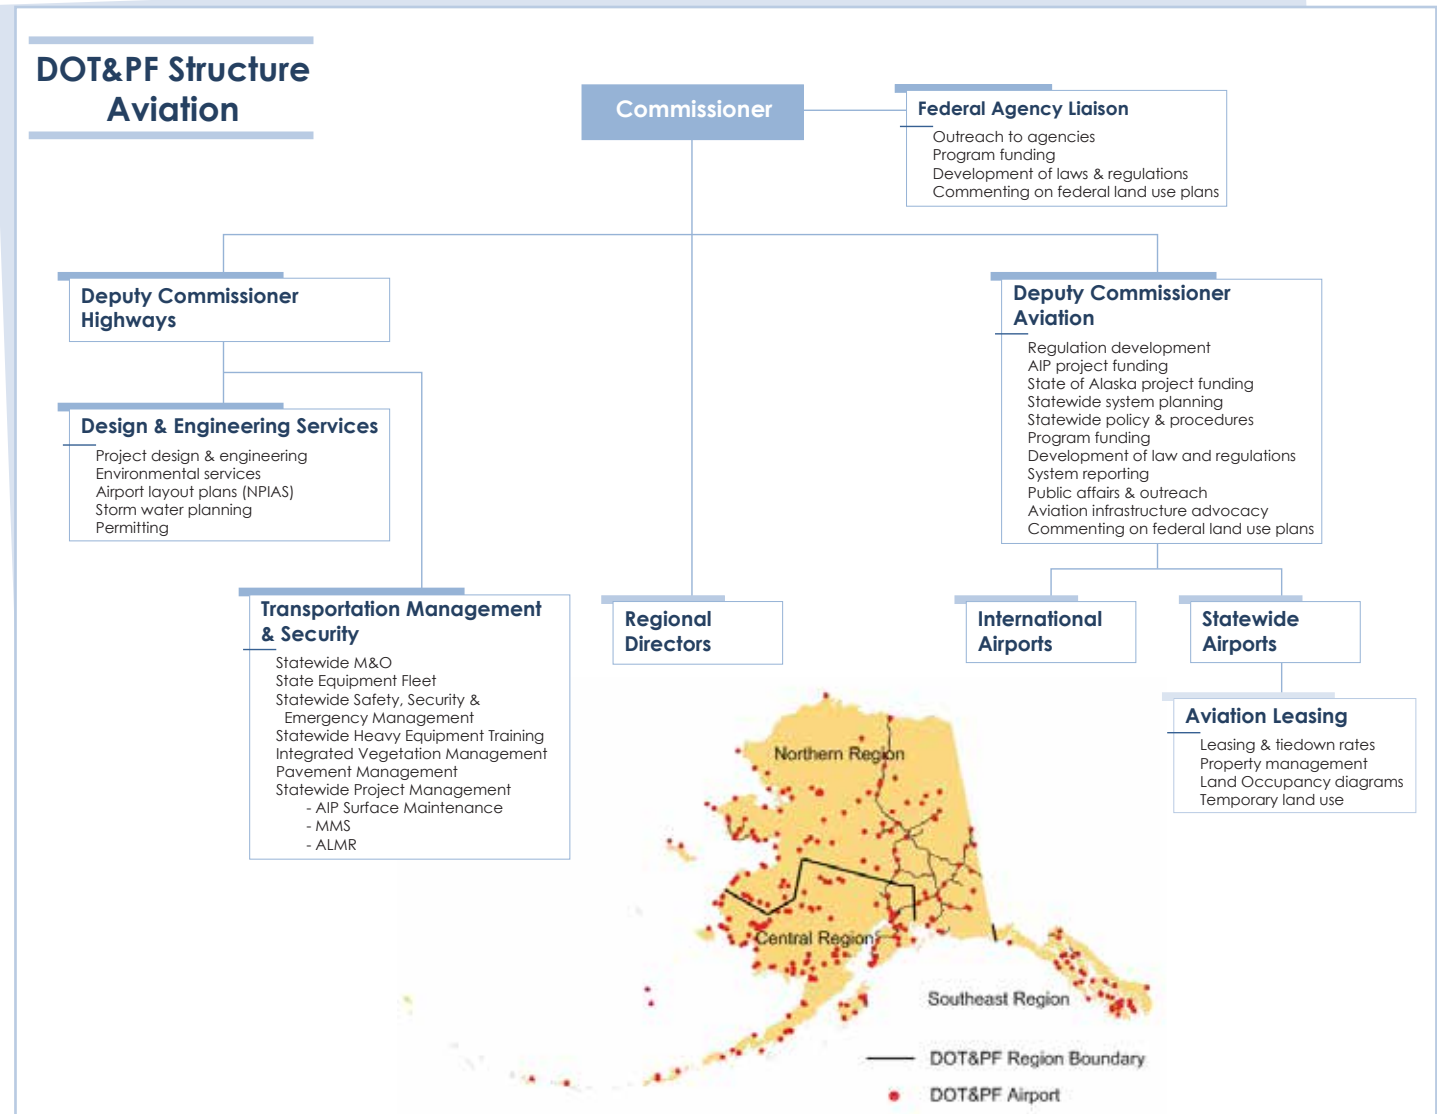 DOT&PF Structure
Aviation
Commissioner
Federal Agency Liaison
Outreach to agencies
Program funding
Development of laws & regulations
Commenting on federal land use plans
Deputy Commissioner
Highways
Design & Engineering Services
Project design & engineering
Environmental services
Airport layout plans (NPIAS)
Storm water planning
Permitting
Transportation Management
& Security
Statewide M&O
State Equipment Fleet
Statewide Safety, Security &
Emergency Management
Statewide Heavy Equipment Training
Integrated Vegetation Management
Pavement Management
Statewide Project Management
- AIP Surface Maintenance
- MMS
- ALMR
Regional
Directors
Deputy Commissioner
Aviation
Regulation development
AIP project funding
State of Alaska project funding
Statewide system planning
Statewide policy & procedures
Program funding
Development of law and regulations
System reporting
Public affairs & outreach
Aviation infrastructure advocacy
Commenting on federal land use plans
International
Airports
Statewide
Airports
Aviation Leasing
Leasing & tiedown rates
Property management
Land Occupancy diagrams
Temporary land use
Northern Region
Central Region
Southeast Region
DOT&PF Region Boundary
DOT&PF Airport